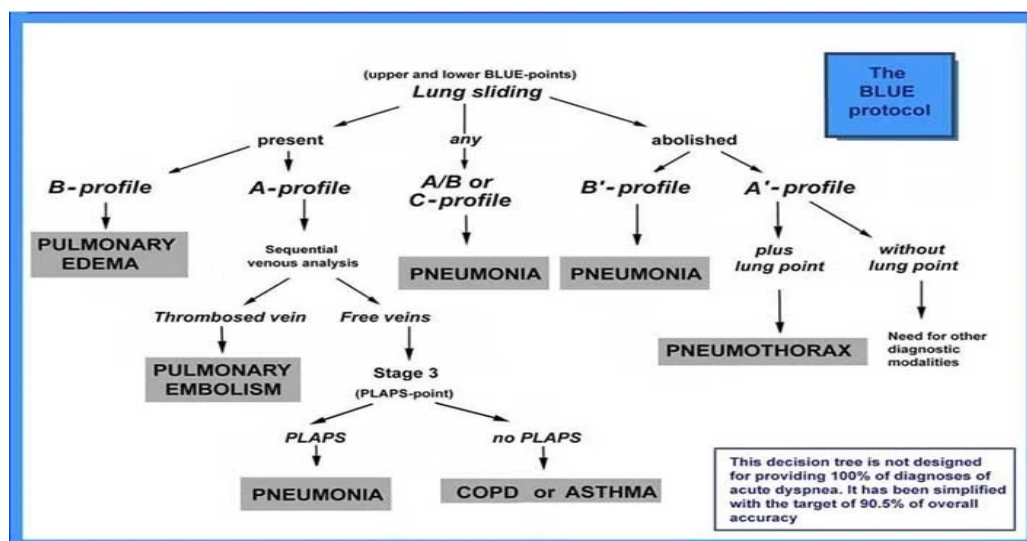 The
BLUE
protocol
(upper and lower BLUE-points)
Lung sliding
present
any
abolished
B-profile
A-profile
A/B or
C-profile
B'-profile
A'-profile
PULMONARY
EDEMA
Sequential
venous analysis
PNEUMONIA
PNEUMONIA
plus
lung point
without
lung point
Thrombosed vein
Free veins
PULMONARY
EMBOLISM
Stage 3
(PLAPS-point)
PNEUMOTHORAX
Need for other
diagnostic
modalities
PLAPS
no PLAPS
PNEUMONIA
COPD or ASTHMA
This decision tree is not designed
for providing 100% of diagnoses of
acute dyspnea. It has been simplified
with the target of 90.5% of overall
accuracy